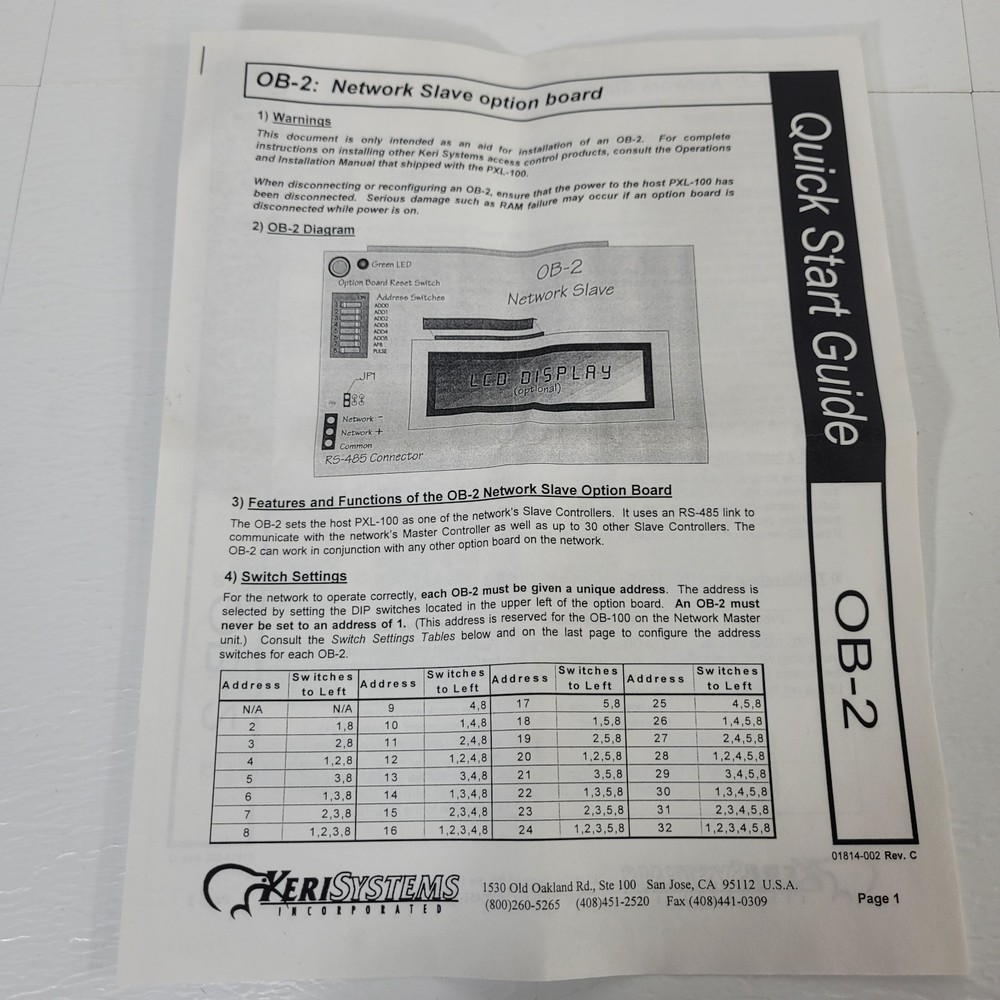 OB-2: Network Slave option board
1) Warnings
This document is only intended as an aid for installation of an OB-2. For complete
instructions on installing other Keri Systems access control products, consult the Operations
and Installation Manual that shipped with the PXL-100.
When disconnecting or reconfiguring an OB-2, ensure that the power to the host PXL-100 has
been disconnected. Serious damage such as RAM failure may occur if an option board is
disconnected while power is on.
2) OB-2 Diagram
Green LED
Option Board Reset Switch
Address Switches
ADD0
ADD1
ADD2
ADD3
ADD4
ADD5
APB
PULSE
OB-2
Network Slave
LCD DISPLAY
(optional)
JP1
Network -
Network +
Common
RS-485 Connector
3) Features and Functions of the OB-2 Network Slave Option Board
The OB-2 sets the host PXL-100 as one of the network's Slave Controllers. It uses an RS-485 link to
communicate with the network's Master Controller as well as up to 30 other Slave Controllers. The
OB-2 can work in conjunction with any other option board on the network.
4) Switch Settings
For the network to operate correctly, each OB-2 must be given a unique address. The address is
selected by setting the DIP switches located in the upper left of the option board. An OB-2 must
never be set to an address of 1. (This address is reserved for the OB-100 on the Network Master
unit.) Consult the Switch Settings Tables below and on the last page to configure the address
switches for each OB-2.
Address Switches to Left Address Switches to Left Address Switches to Left Address Switches to Left
N/A N/A 9 4,8 17 5,8 25 4,5,8
2 1,8 10 1,4,8 18 1,5,8 26 1,4,5,8
3 2,8 11 2,4,8 19 2,5,8 27 2,4,5,8
4 1,2,8 12 1,2,4,8 20 1,2,5,8 28 1,2,4,5,8
5 3,8 13 3,4,8 21 3,5,8 29 3,4,5,8
6 1,3,8 14 1,3,4,8 22 1,3,5,8 30 1,3,4,5,8
7 2,3,8 15 2,3,4,8 23 2,3,5,8 31 2,3,4,5,8
8 1,2,3,8 16 1,2,3,4,8 24 1,2,3,5,8 32 1,2,3,4,5,8
Quick Start Guide
OB-2
01814-002 Rev. C
KERI SYSTEMS
INCORPORATED
1530 Old Oakland Rd., Ste 100 San Jose, CA 95112 U.S.A.
(800)260-5265 (408)451-2520 Fax (408)441-0309
Page 1